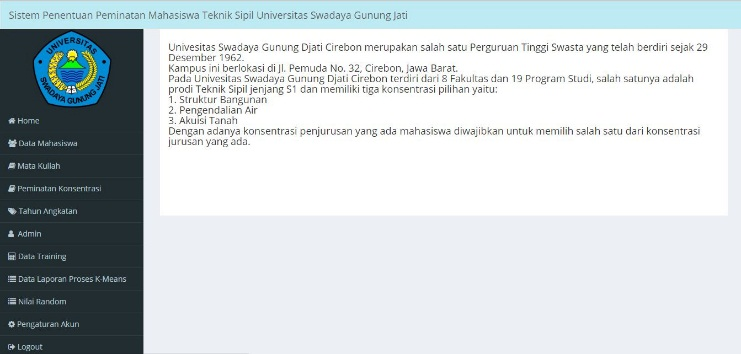 Sistem Penentuan Peminatan Mahasiswa Teknik Sipil Universitas Swadaya Gunung Jati
UNIVERSITAS
SWADAYA GUNUNG JATI
Home
Data Mahasiswa
Mata Kuliah
Peminatan Konsentrasi
Tahun Angkatan
Admin
Data Training
Data Laporan Proses K-Means
Nilai Random
Pengaturan Akun
Logout
Univesitas Swadaya Gunung Djati Cirebon merupakan salah satu Perguruan Tinggi Swasta yang telah berdiri sejak 29
Desember 1962.
Kampus ini berlokasi di Jl. Pemuda No. 32, Cirebon, Jawa Barat.
Pada Univesitas Swadaya Gunung Djati Cirebon terdiri dari 8 Fakultas dan 19 Program Studi, salah satunya adalah
prodi Teknik Sipil jenjang S1 dan memiliki tiga konsentrasi pilihan yaitu:
1. Struktur Bangunan
2. Pengendalian Air
3. Akuisi Tanah
Dengan adanya konsentrasi penjurusan yang ada mahasiswa diwajibkan untuk memilih salah satu dari konsentrasi
jurusan yang ada.